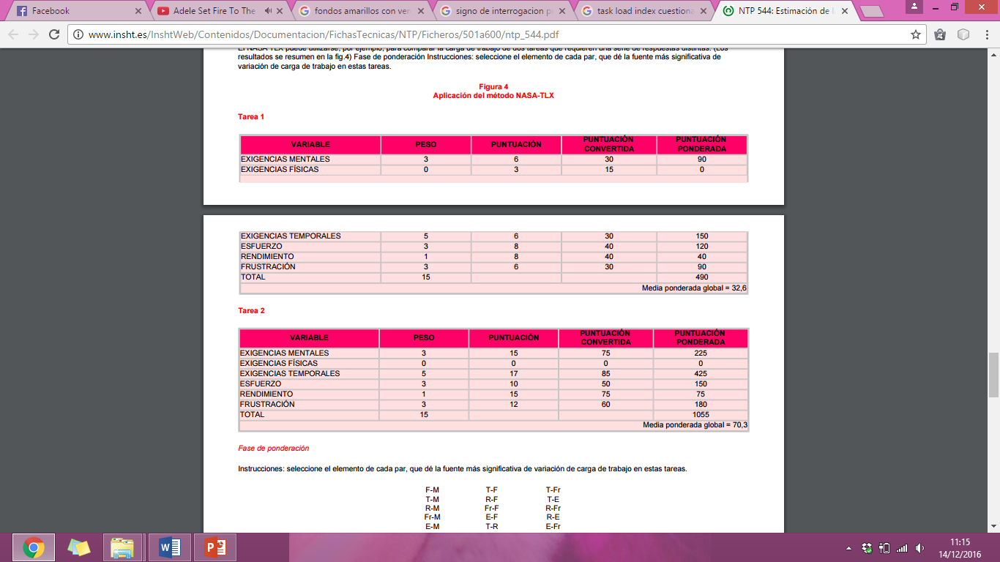 Facebook
Adele Set Fire To The
fondos amarillos con ver
signo de interrogacion p
task load index cuestiona
NTP 544: Estimación de l
www.insht.es/InshtWeb/Contenidos/Documentacion/FichasTecnicas/NTP/Ficheros/501a600/ntp_544.pdf
El NASA TLX puede utilizarse, por ejemplo, para comparar la carga de trabajo de dos tareas que requieren una serie de respuestas distintas. (Los
resultados se resumen en la fig.4) Fase de ponderación Instrucciones: seleccione el elemento de cada par, que dé la fuente más significativa de
variación de carga de trabajo en estas tareas.
Figura 4
Aplicación del método NASA-TLX
Tarea 1
VARIABLE PESO PUNTUACIÓN PUNTUACIÓN CONVERTIDA PUNTUACIÓN PONDERADA
EXIGENCIAS MENTALES 3 6 30 90
EXIGENCIAS FÍSICAS 0 3 15 0
EXIGENCIAS TEMPORALES 5 6 30 150
ESFUERZO 3 8 40 120
RENDIMIENTO 1 8 40 40
FRUSTRACIÓN 3 6 30 90
TOTAL 15 490
Media ponderada global = 32,6
Tarea 2
VARIABLE PESO PUNTUACIÓN PUNTUACIÓN CONVERTIDA PUNTUACIÓN PONDERADA
EXIGENCIAS MENTALES 3 15 75 225
EXIGENCIAS FÍSICAS 0 0 0 0
EXIGENCIAS TEMPORALES 5 17 85 425
ESFUERZO 3 10 50 150
RENDIMIENTO 1 15 75 75
FRUSTRACIÓN 3 12 60 180
TOTAL 15 1055
Media ponderada global = 70,3
Fase de ponderación
Instrucciones: seleccione el elemento de cada par, que dé la fuente más significativa de variación de carga de trabajo en estas tareas.
F-M T-F T-Fr
T-M R-F T-E
R-M Fr-F R-Fr
Fr-M E-F R-E
E-M T-R E-Fr
11:15
14/12/2016